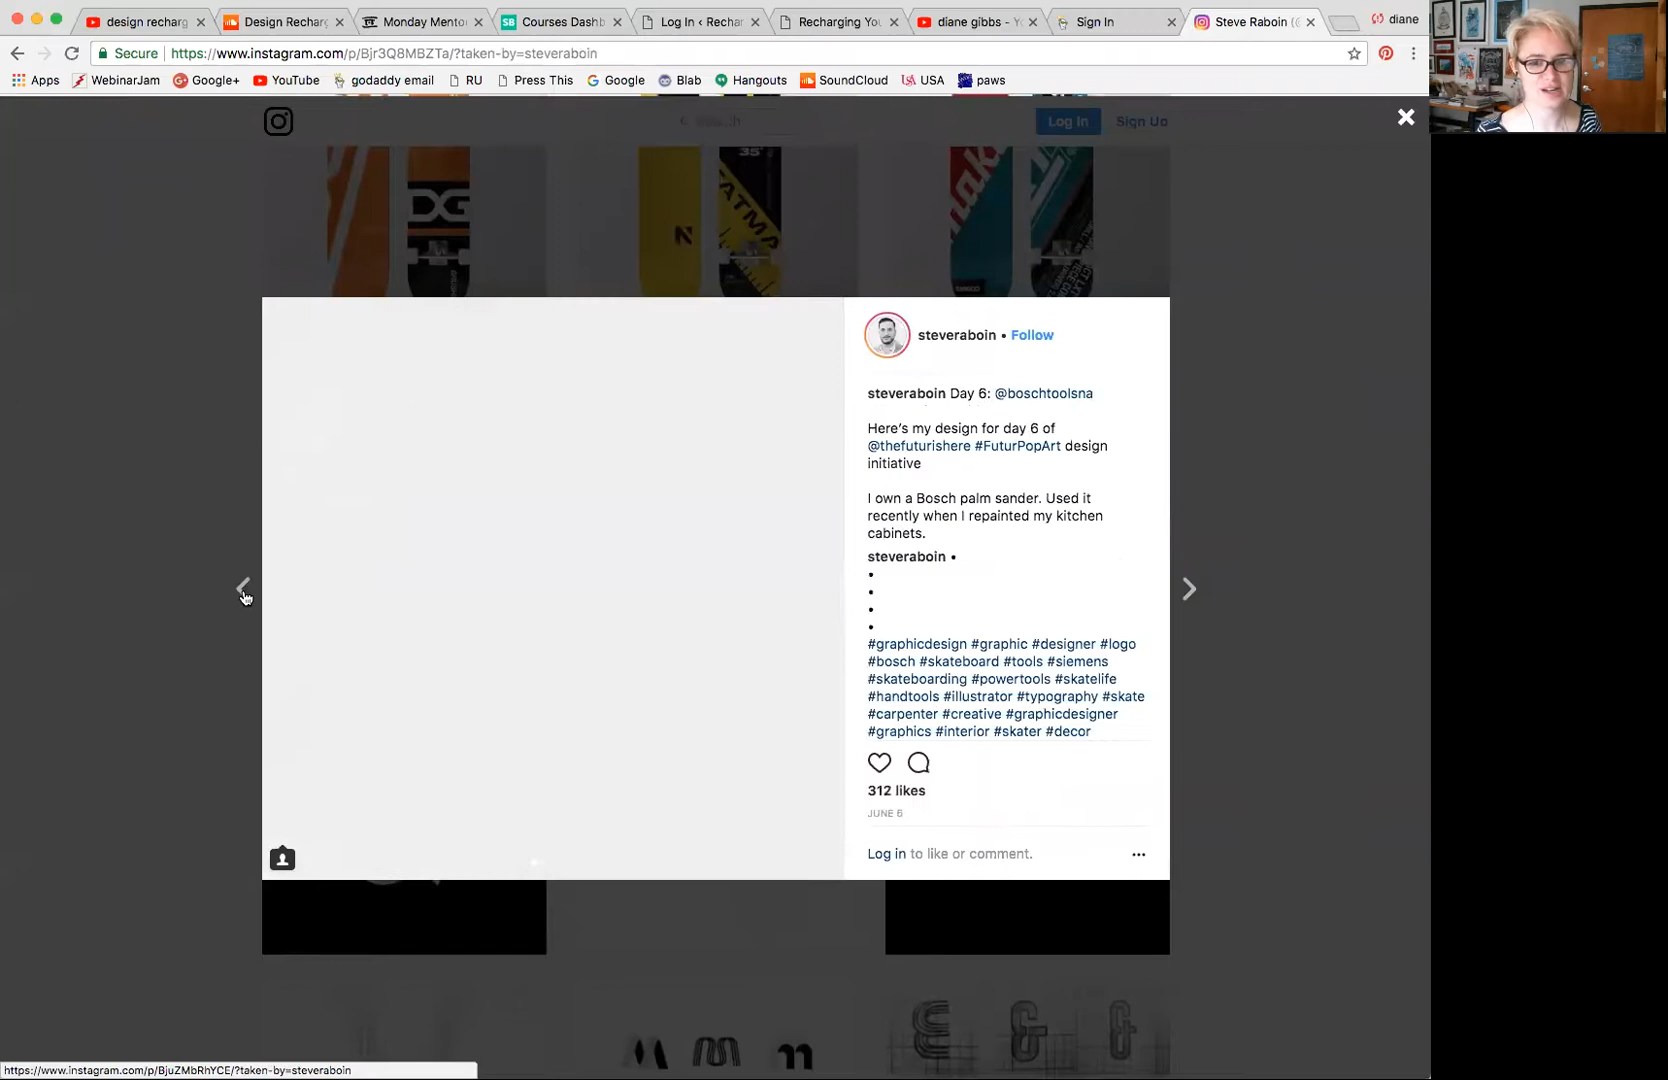 design recharg
Design Recharg
Monday Mento
Courses Dashb
Log In ‹ Rechar
Recharging You
diane gibbs - Yo
Sign In
Steve Raboin (@
diane
Secure
https://www.instagram.com/p/Bjr3Q8MBZTa/?taken-by=steveraboin
Apps
WebinarJam
Google+
YouTube
godaddy email
RU
Press This
Google
Blab
Hangouts
SoundCloud
USA
paws
Log In
Sign Up
35'
DG
N
ATMA
steveraboin • Follow
steveraboin Day 6: @boschtoolsna
Here's my design for day 6 of
@thefuturishere #FuturPopArt design
initiative
I own a Bosch palm sander. Used it
recently when I repainted my kitchen
cabinets.
steveraboin •
•
•
•
•
#graphicdesign #graphic #designer #logo
#bosch #skateboard #tools #siemens
#skateboarding #powertools #skatelife
#handtools #illustrator #typography #skate
#carpenter #creative #graphicdesigner
#graphics #interior #skater #decor
312 likes
JUNE 6
Log in to like or comment.
https://www.instagram.com/p/BjuZMbRhYCE/?taken-by=steveraboin